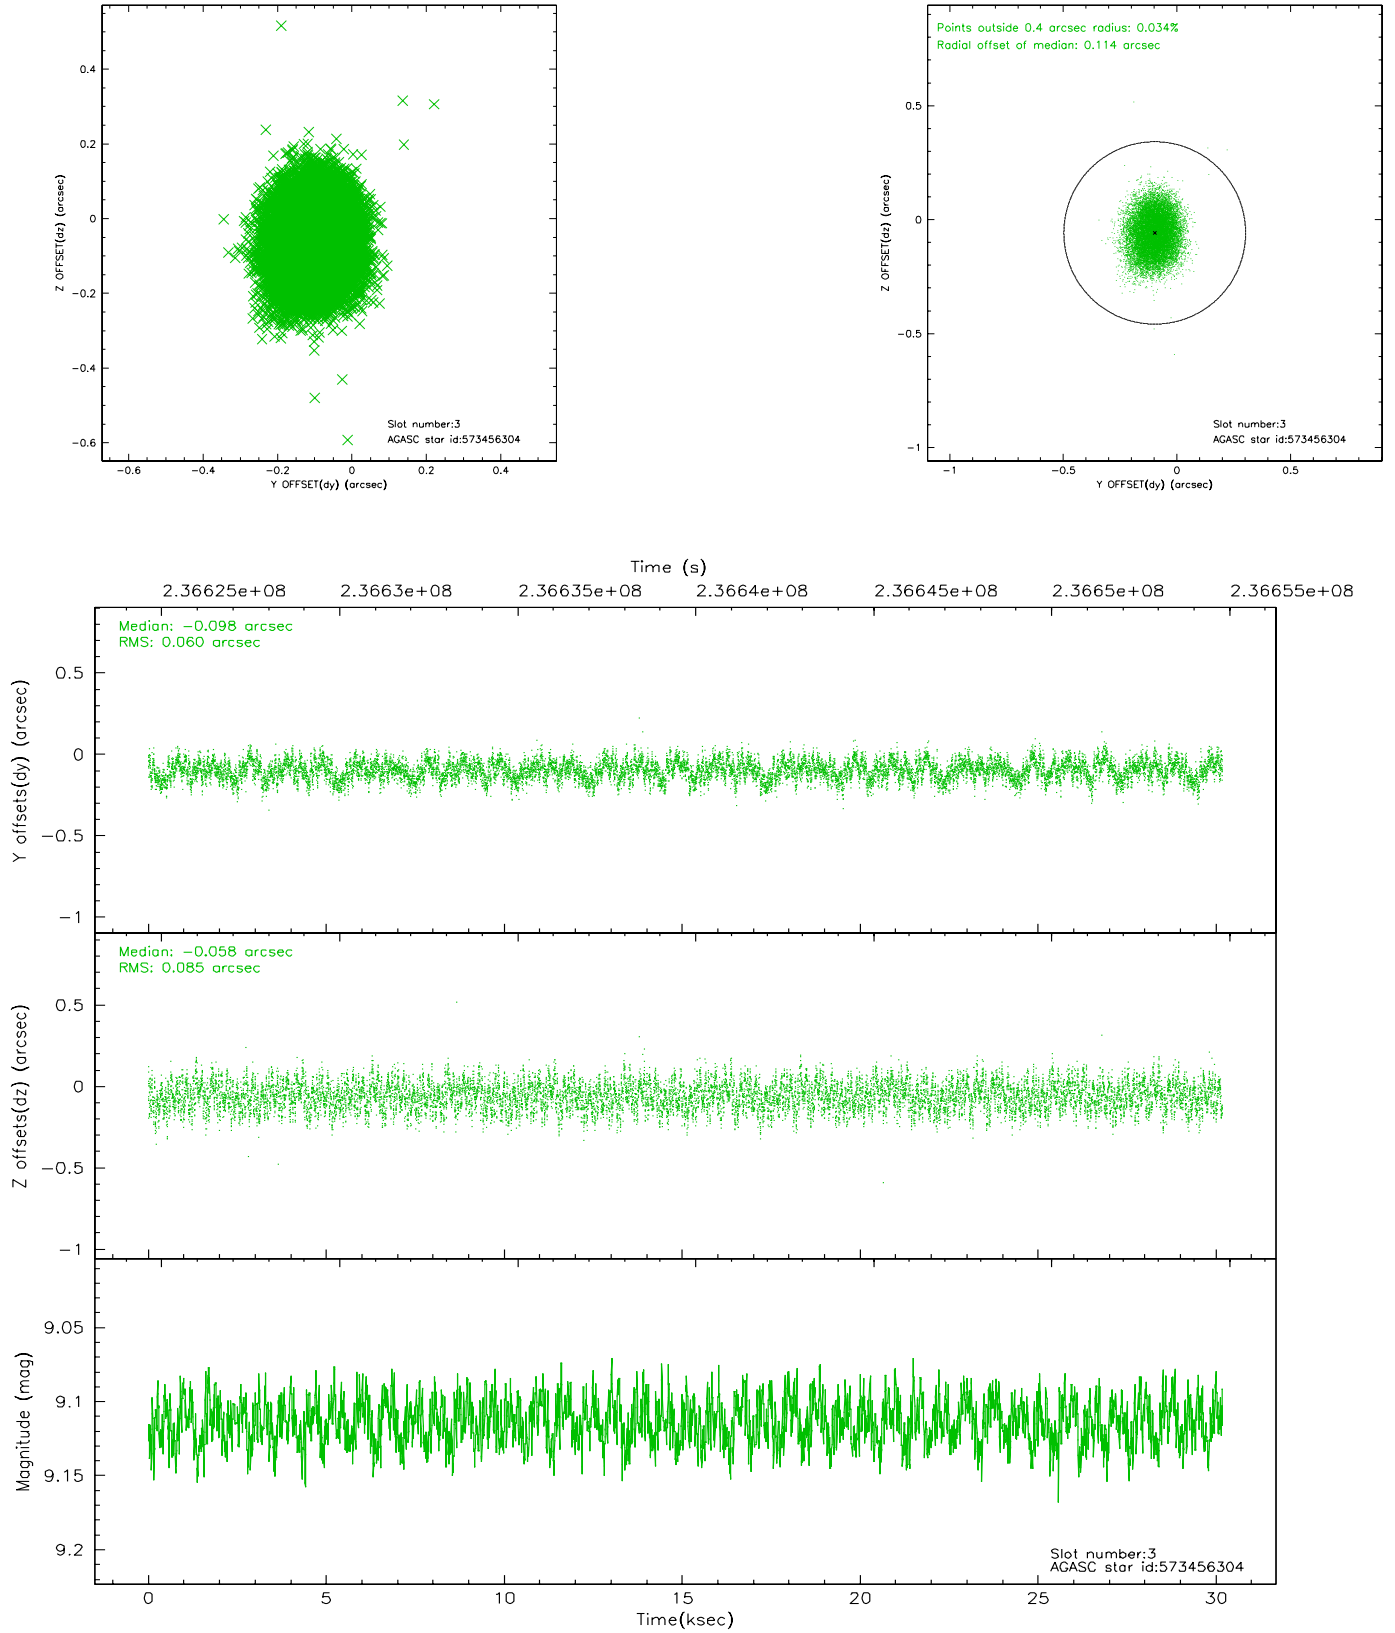 Points outside 0.4 arcsec radius: 0.034%
Radial offset of median: 0.114 arcsec
0.4
0.2
0
−0.2
−0.4
−0.6
Z OFFSET(dz) (arcsec)
−0.6 −0.4 −0.2 0 0.2 0.4
Y OFFSET(dy) (arcsec)
Slot number:3
AGASC star id:573456304
0.5
0
−0.5
−1
Z OFFSET(dz) (arcsec)
−1 −0.5 0 0.5
Y OFFSET(dy) (arcsec)
Slot number:3
AGASC star id:573456304
Time (s)
2.36625e+08 2.3663e+08 2.36635e+08 2.3664e+08 2.36645e+08 2.3665e+08 2.36655e+08
Median: −0.098 arcsec
RMS: 0.060 arcsec
0.5
0
−0.5
−1
Y offsets(dy) (arcsec)
Median: −0.058 arcsec
RMS: 0.085 arcsec
0.5
0
−0.5
−1
Z offsets(dz) (arcsec)
9.05
9.1
9.15
9.2
Magnitude (mag)
Slot number:3
AGASC star id:573456304
0 5 10 15 20 25 30
Time(ksec)